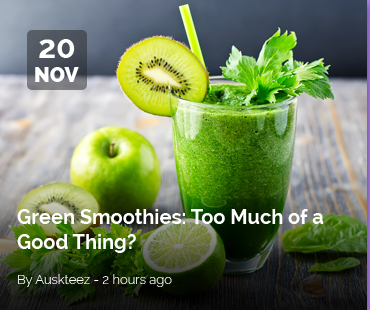 20
NOV
Green Smoothies: Too Much of a
Good Thing?
By Auskteez - 2 hours ago